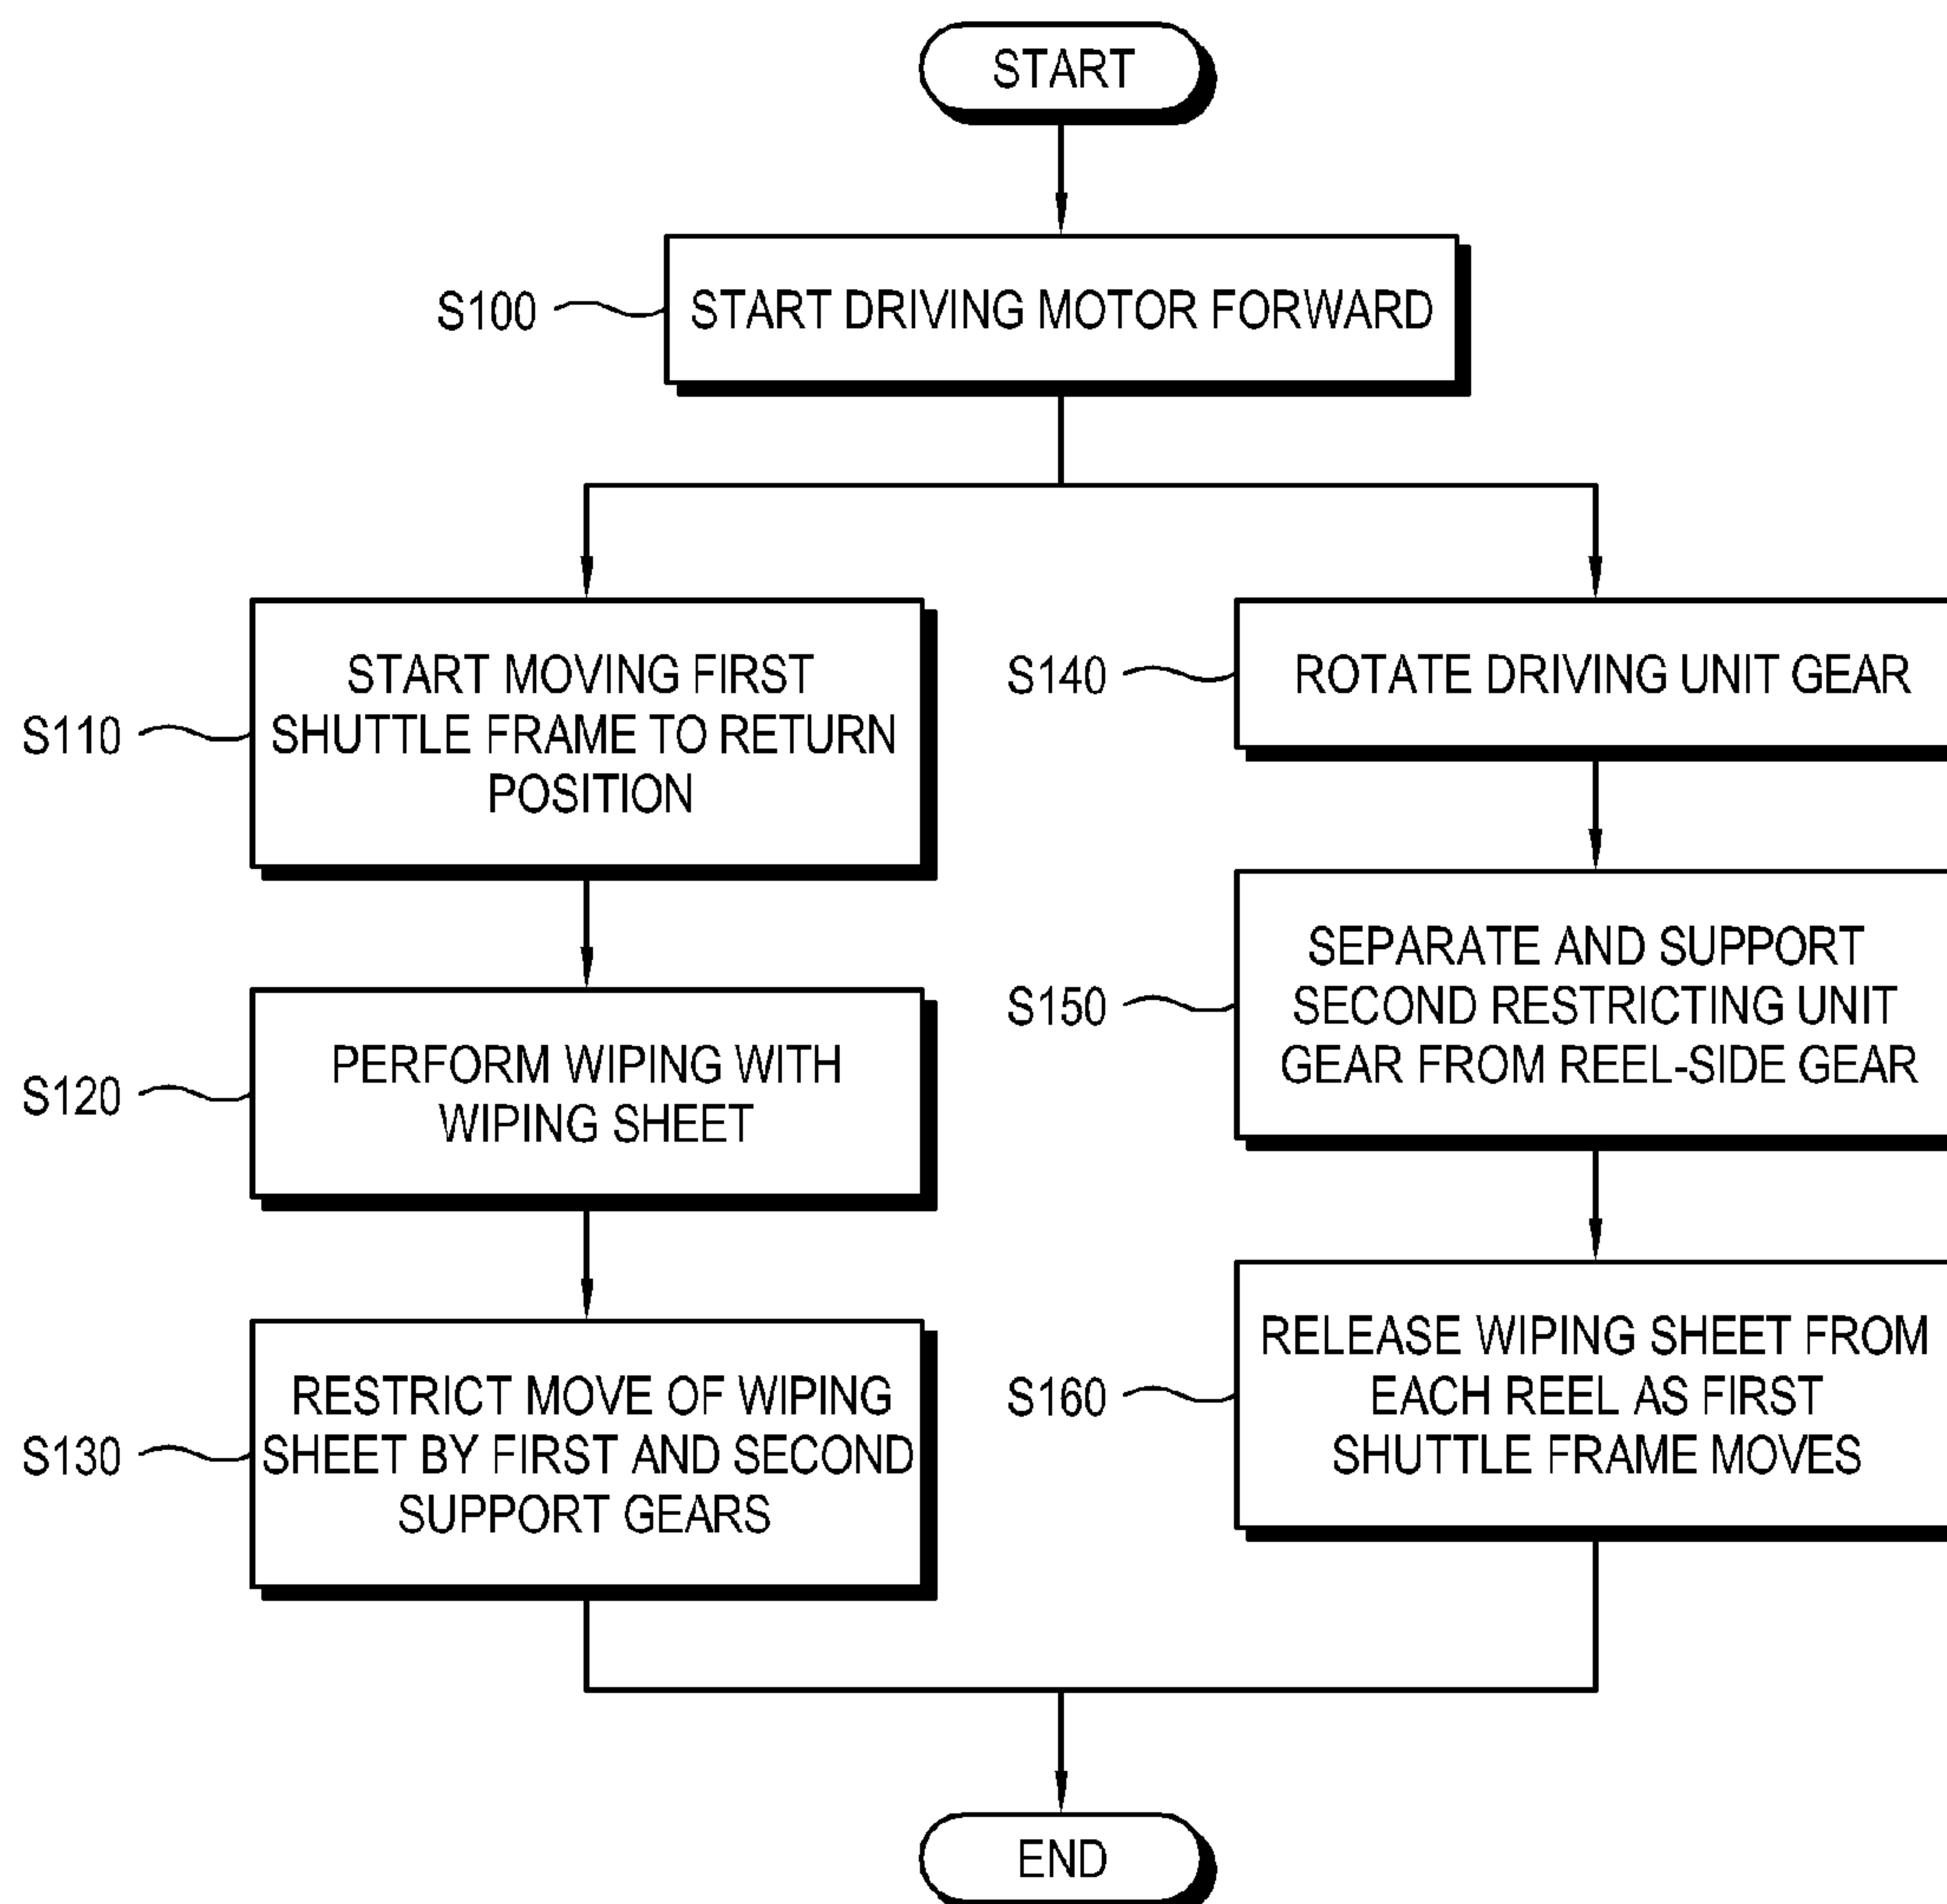 START
S100
START DRIVING MOTOR FORWARD
S110
START MOVING FIRST
SHUTTLE FRAME TO RETURN
POSITION
S120
PERFORM WIPING WITH
WIPING SHEET
S130
RESTRICT MOVE OF WIPING
SHEET BY FIRST AND SECOND
SUPPORT GEARS
S140
ROTATE DRIVING UNIT GEAR
S150
SEPARATE AND SUPPORT
SECOND RESTRICTING UNIT
GEAR FROM REEL-SIDE GEAR
S160
RELEASE WIPING SHEET FROM
EACH REEL AS FIRST
SHUTTLE FRAME MOVES
END